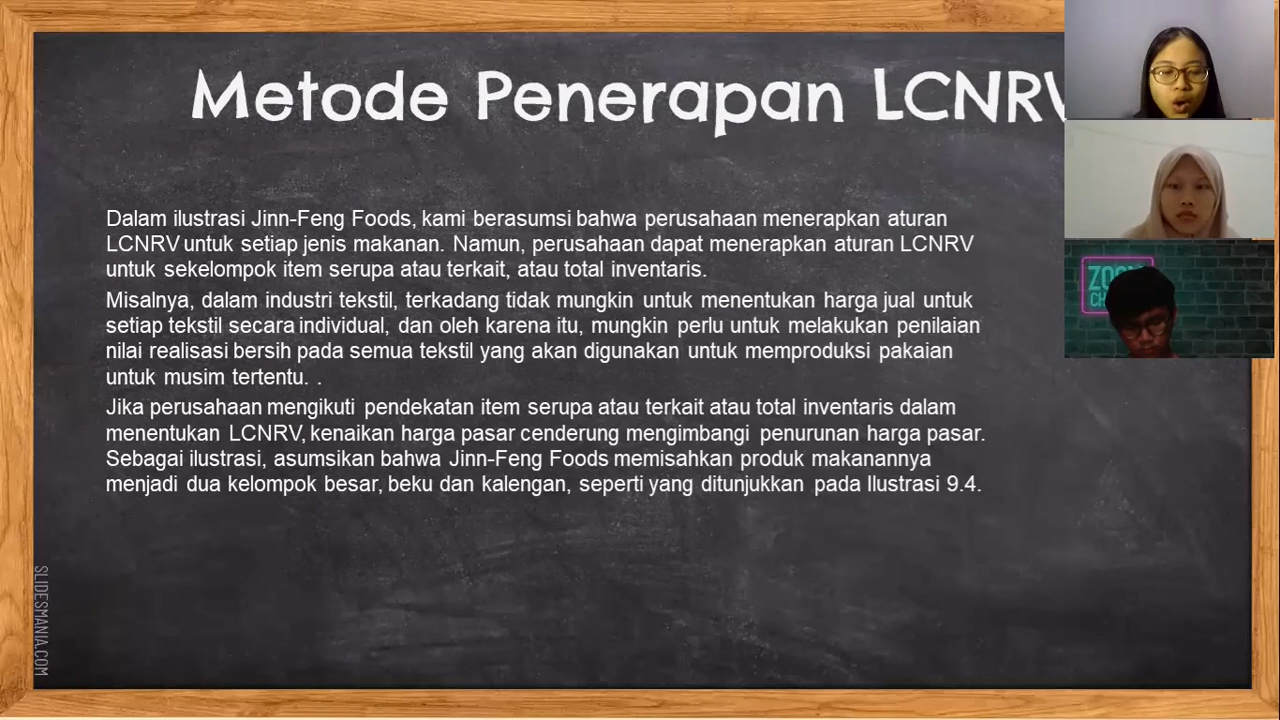 Metode Penerapan LCNRV
Dalam ilustrasi Jinn-Feng Foods, kami berasumsi bahwa perusahaan menerapkan aturan
LCNRV untuk setiap jenis makanan. Namun, perusahaan dapat menerapkan aturan LCNRV
untuk sekelompok item serupa atau terkait, atau total inventaris.
Misalnya, dalam industri tekstil, terkadang tidak mungkin untuk menentukan harga jual untuk
setiap tekstil secara individual, dan oleh karena itu, mungkin perlu untuk melakukan penilaian
nilai realisasi bersih pada semua tekstil yang akan digunakan untuk memproduksi pakaian
untuk musim tertentu. .
Jika perusahaan mengikuti pendekatan item serupa atau terkait atau total inventaris dalam
menentukan LCNRV, kenaikan harga pasar cenderung mengimbangi penurunan harga pasar.
Sebagai ilustrasi, asumsikan bahwa Jinn-Feng Foods memisahkan produk makanannya
menjadi dua kelompok besar, beku dan kalengan, seperti yang ditunjukkan pada Ilustrasi 9.4.
SLIDESMANIA.COM